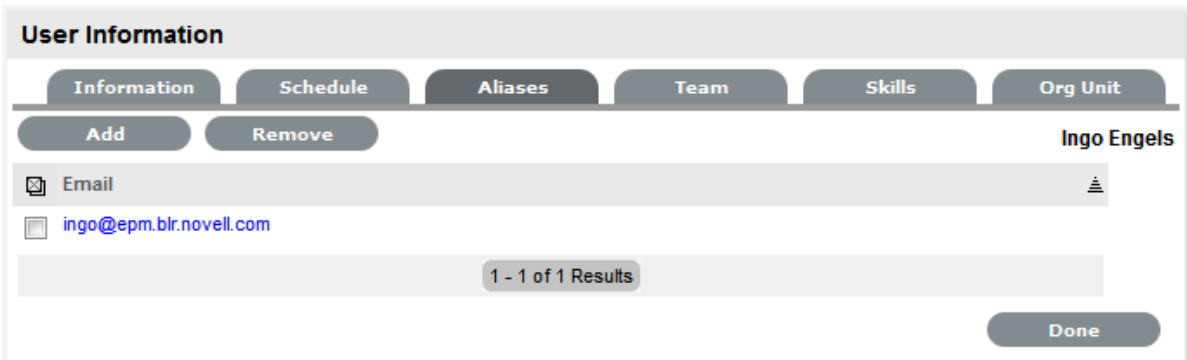 User Information
Information Schedule Aliases Team Skills Org Unit
Add Remove Ingo Engels
Email
ingo@epm.blr.novell.com
1 - 1 of 1 Results
Done